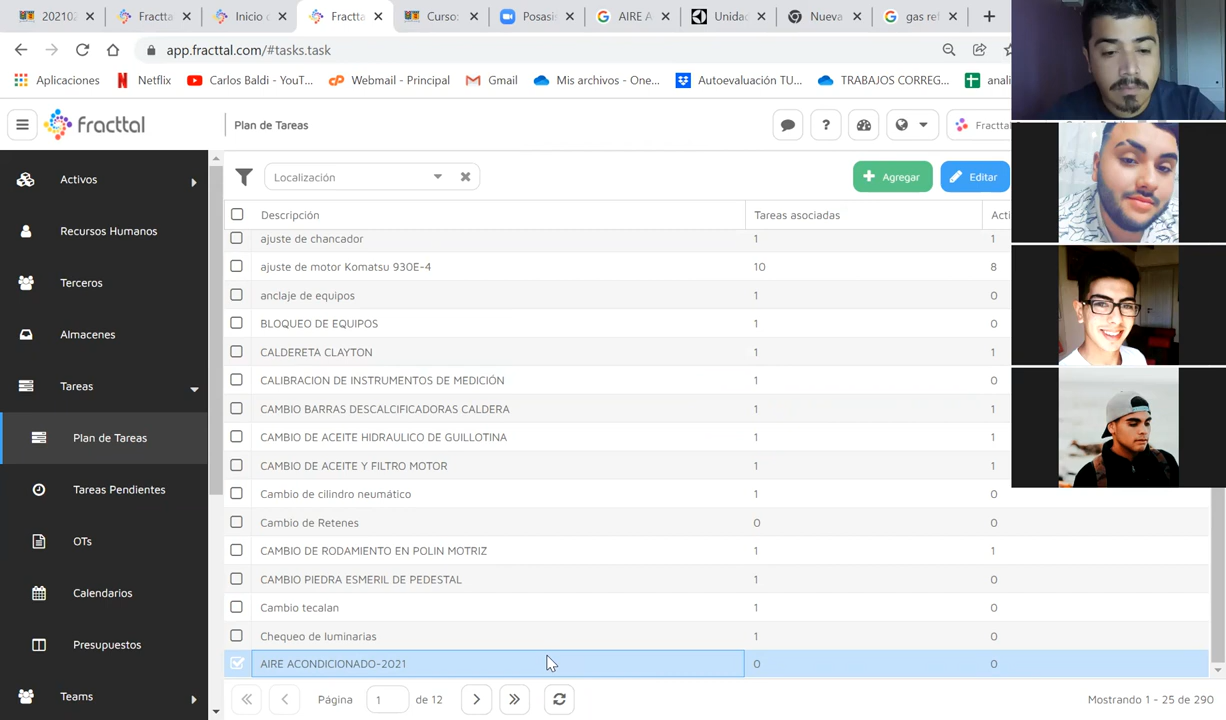 202102
Fractta
Inicio d
Fractta
Curso:
Posasis
AIRE A
Unidac
Nueva
gas ref
app.fracttal.com/#tasks.task
Aplicaciones
Netflix
Carlos Baldi - YouT...
Webmail - Principal
Gmail
Mis archivos - One...
Autoevaluación TU...
TRABAJOS CORREG...
anali
fracttal
Plan de Tareas
?
Fractta
Activos
Recursos Humanos
Terceros
Almacenes
Tareas
Plan de Tareas
Tareas Pendientes
OTs
Calendarios
Presupuestos
Teams
Localización
Agregar
Editar
Descripción Tareas asociadas Acti
ajuste de chancador 1 1
ajuste de motor Komatsu 930E-4 10 8
anclaje de equipos 1 0
BLOQUEO DE EQUIPOS 1 0
CALDERETA CLAYTON 1 1
CALIBRACION DE INSTRUMENTOS DE MEDICIÓN 1 0
CAMBIO BARRAS DESCALCIFICADORAS CALDERA 1 1
CAMBIO DE ACEITE HIDRAULICO DE GUILLOTINA 1 1
CAMBIO DE ACEITE Y FILTRO MOTOR 1 1
Cambio de cilindro neumático 1 0
Cambio de Retenes 0 0
CAMBIO DE RODAMIENTO EN POLIN MOTRIZ 1 1
CAMBIO PIEDRA ESMERIL DE PEDESTAL 1 0
Cambio tecalan 1 0
Chequeo de luminarias 1 0
AIRE ACONDICIONADO-2021 0 0
Página 1 de 12
Mostrando 1 - 25 de 290